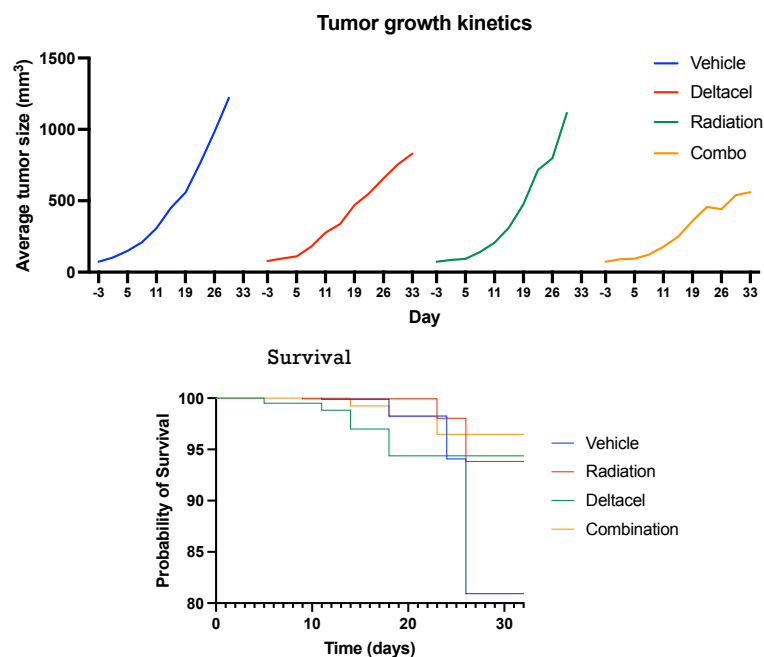 Tumor growth kinetics
Average tumor size (mm³)
1500
1000
500
0
-3 5 11 19 26 33 -3 5 11 19 26 33 -3 5 11 19 26 33 -3 5 11 19 26 33
Day
Vehicle
Deltacel
Radiation
Combo
Survival
Probability of Survival
100
95
90
85
80
0 10 20 30
Time (days)
Vehicle
Radiation
Deltacel
Combination